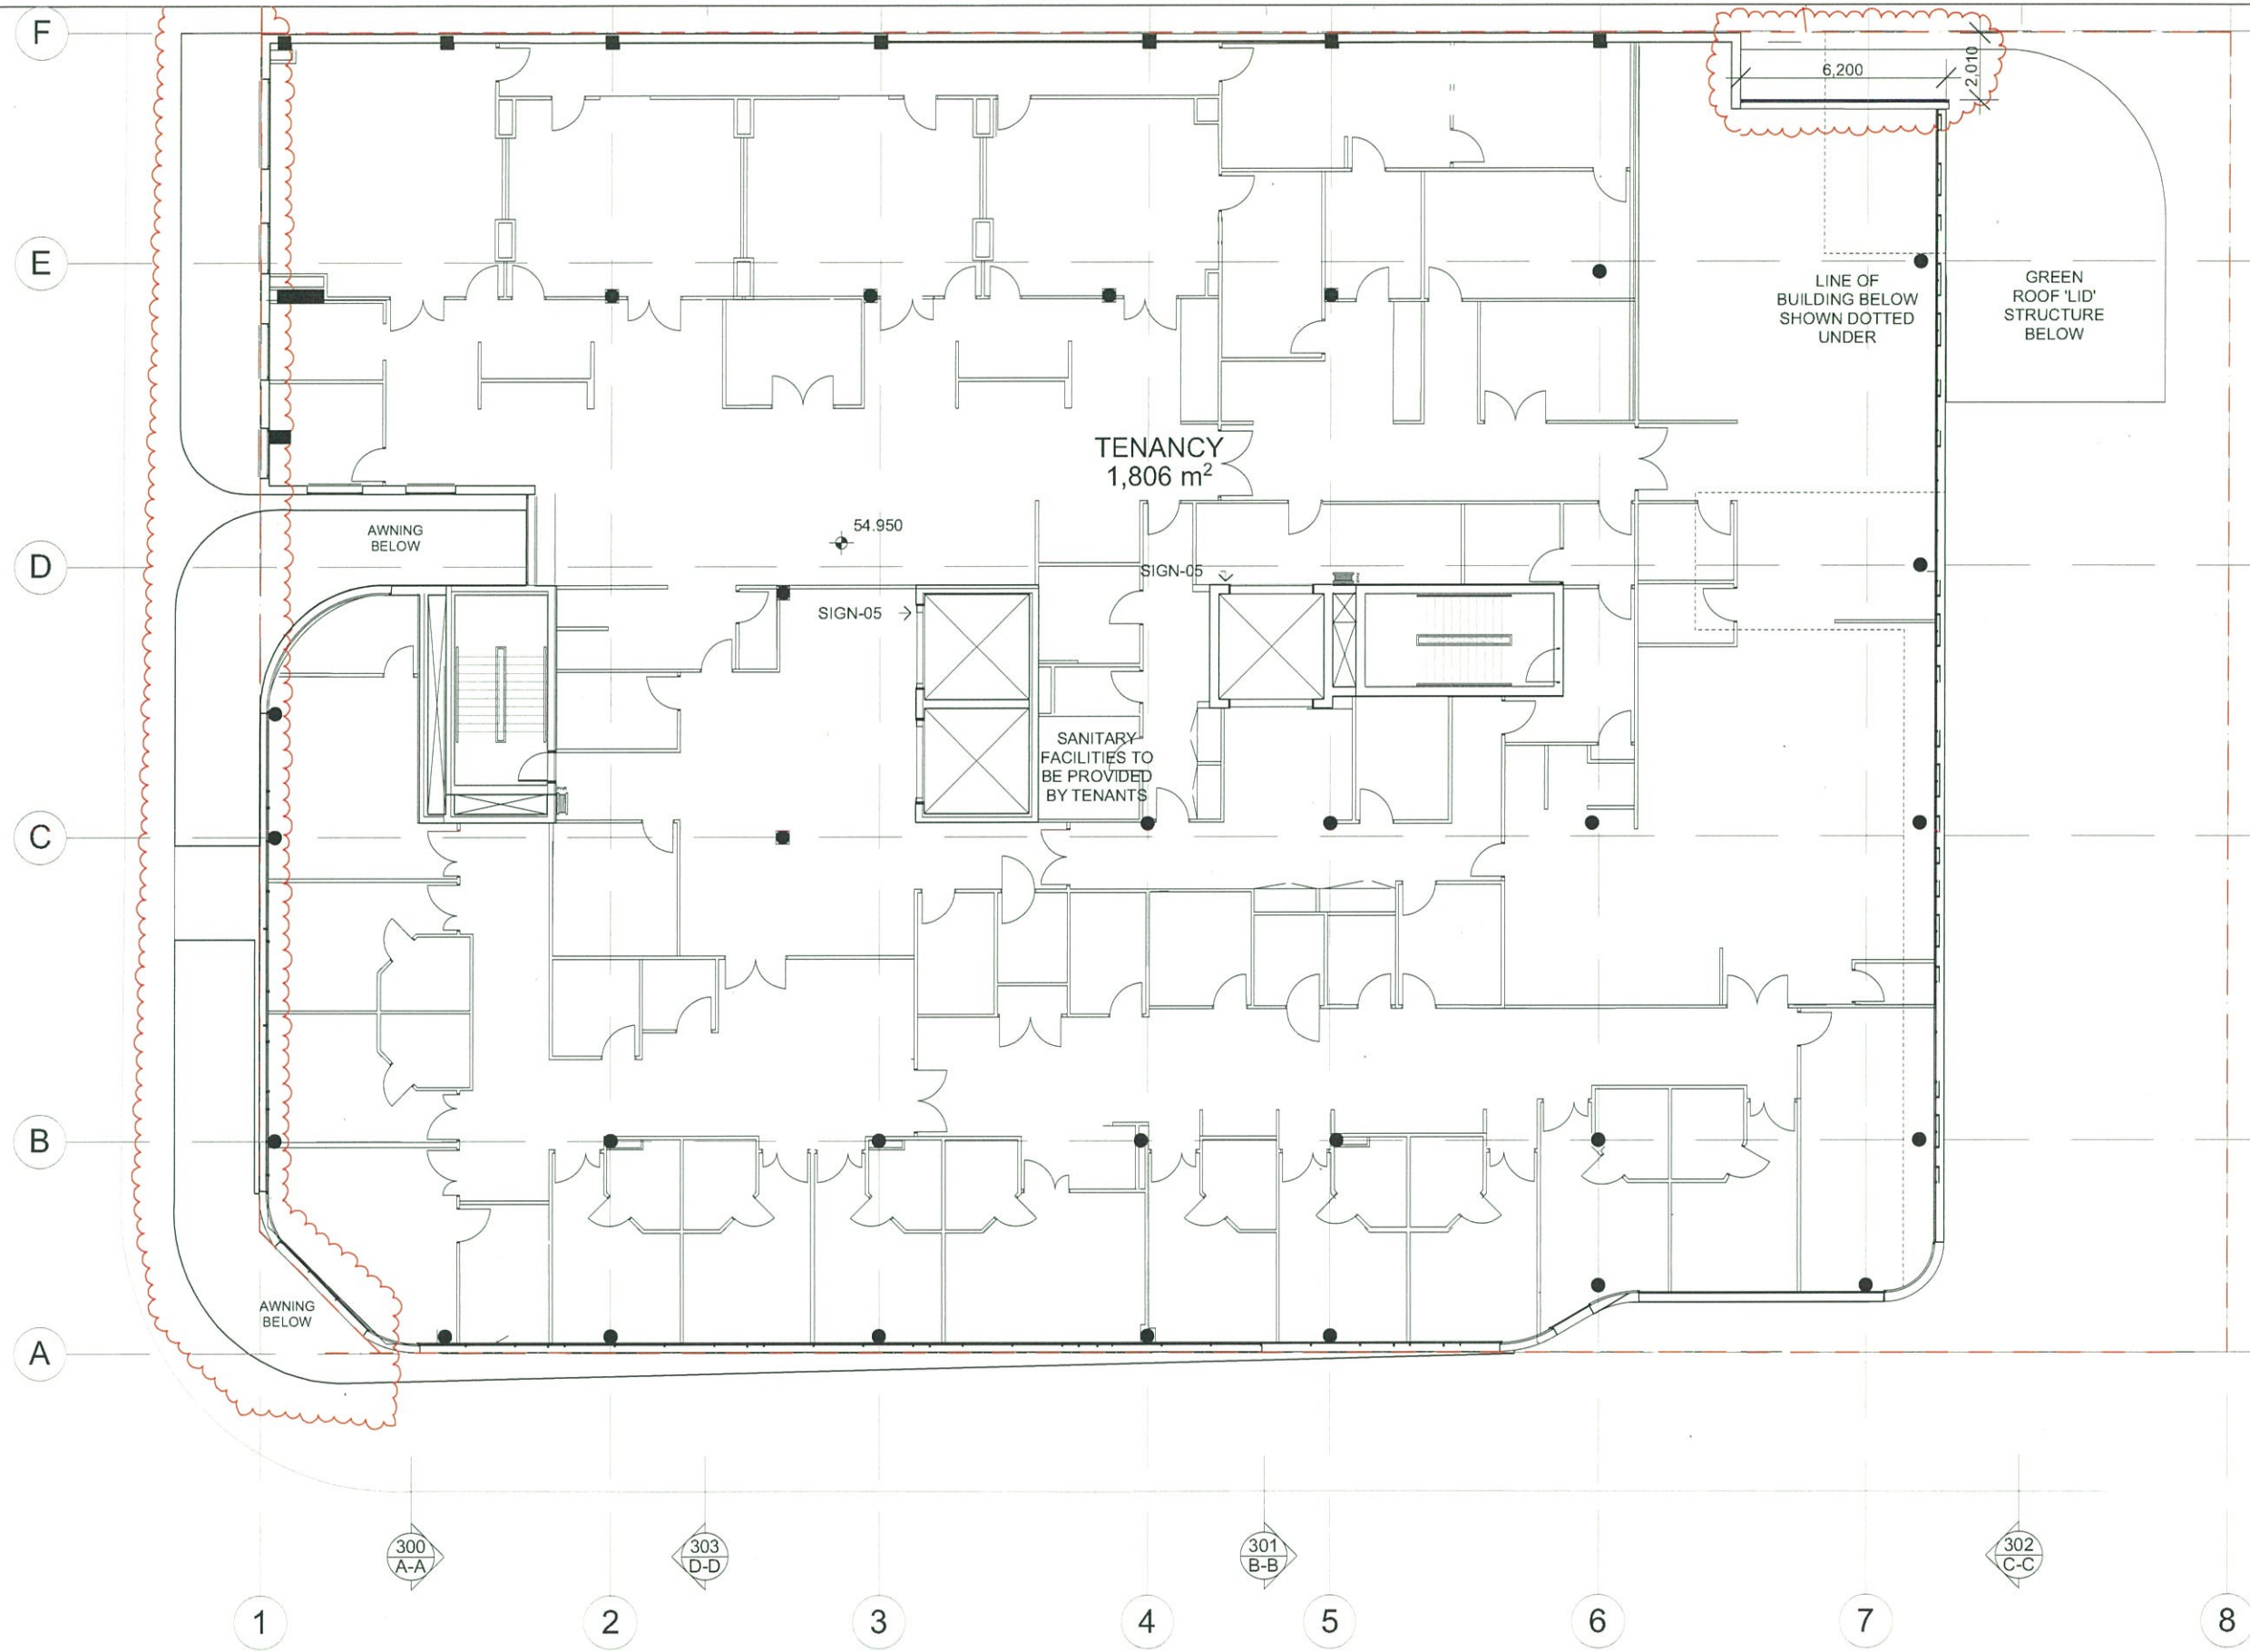 F
6,200
2,010
E
LINE OF
BUILDING BELOW
SHOWN DOTTED
UNDER
GREEN
ROOF 'LID'
STRUCTURE
BELOW
TENANCY
1,806 m²
AWNING
BELOW
54.950
D
SIGN-05
SIGN-05
SANITARY
FACILITIES TO
BE PROVIDED
BY TENANTS
C
B
AWNING
BELOW
A
300
A-A
303
D-D
301
B-B
302
C-C
1
2
3
4
5
6
7
8